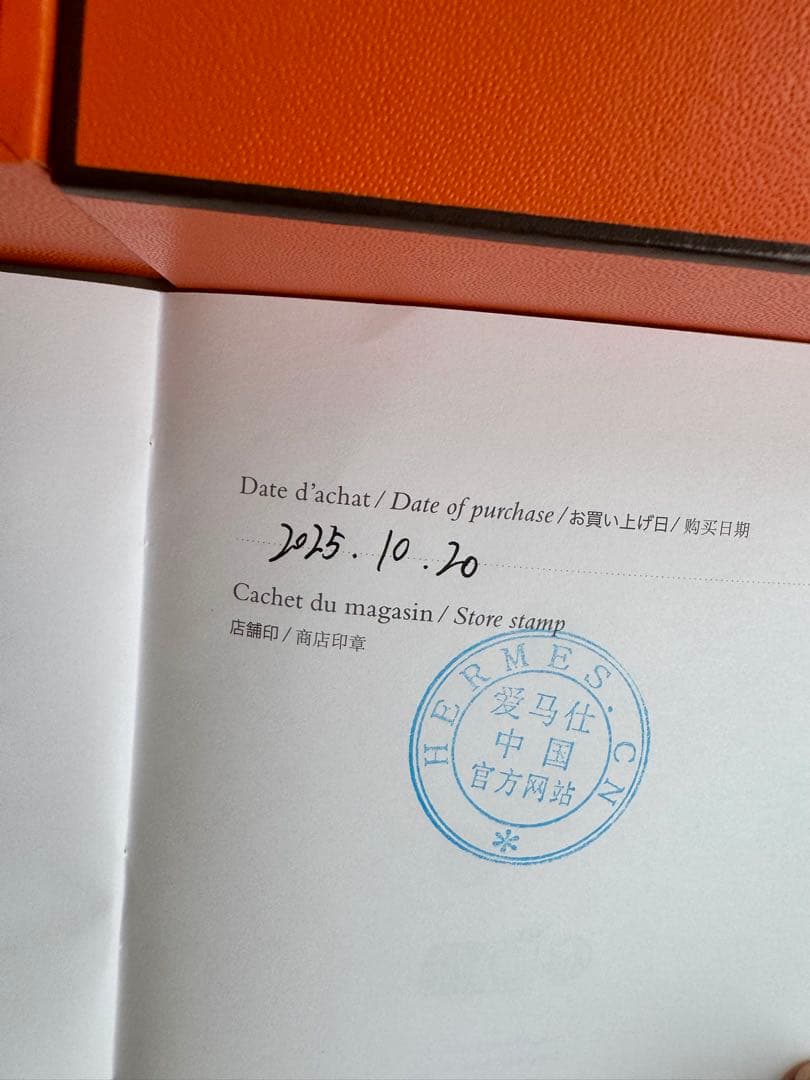 Date d'achat / Date of purchase / お買い上げ日 / 购买日期
2025.10.20
Cachet du magasin / Store stamp
店舗印 / 商店印章
HERMES.CN
爱马仕
中国
官方网站
*